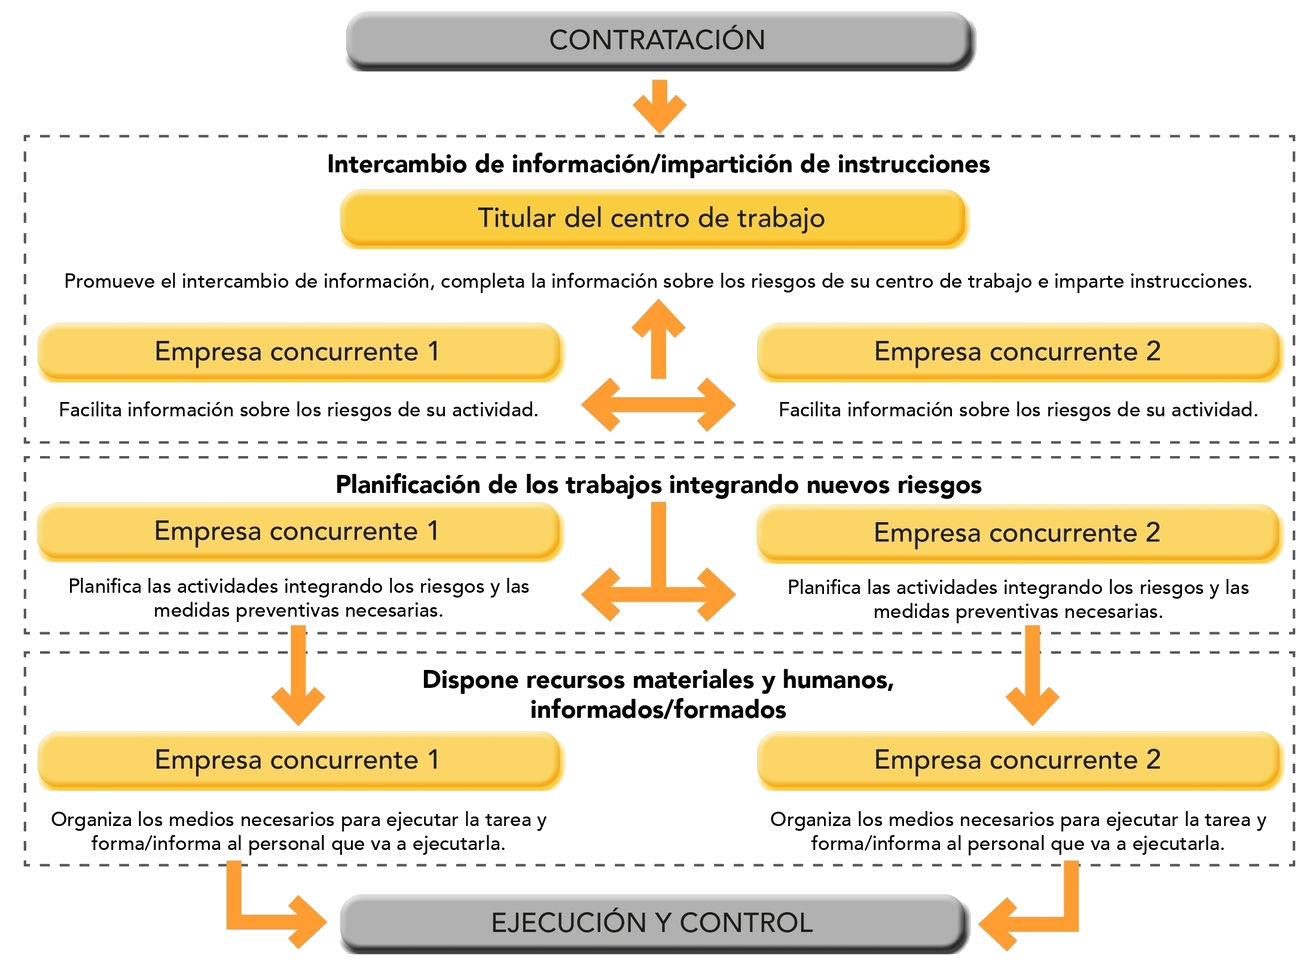 CONTRATACIÓN
Intercambio de información/impartición de instrucciones
Titular del centro de trabajo
Promueve el intercambio de información, completa la información sobre los riesgos de su centro de trabajo e imparte instrucciones.
Empresa concurrente 1
Facilita información sobre los riesgos de su actividad.
Empresa concurrente 2
Facilita información sobre los riesgos de su actividad.
Planificación de los trabajos integrando nuevos riesgos
Empresa concurrente 1
Planifica las actividades integrando los riesgos y las
medidas preventivas necesarias.
Empresa concurrente 2
Planifica las actividades integrando los riesgos y las
medidas preventivas necesarias.
Dispone recursos materiales y humanos,
informados/formados
Empresa concurrente 1
Organiza los medios necesarios para ejecutar la tarea y
forma/informa al personal que va a ejecutarla.
Empresa concurrente 2
Organiza los medios necesarios para ejecutar la tarea y
forma/informa al personal que va a ejecutarla.
EJECUCIÓN Y CONTROL